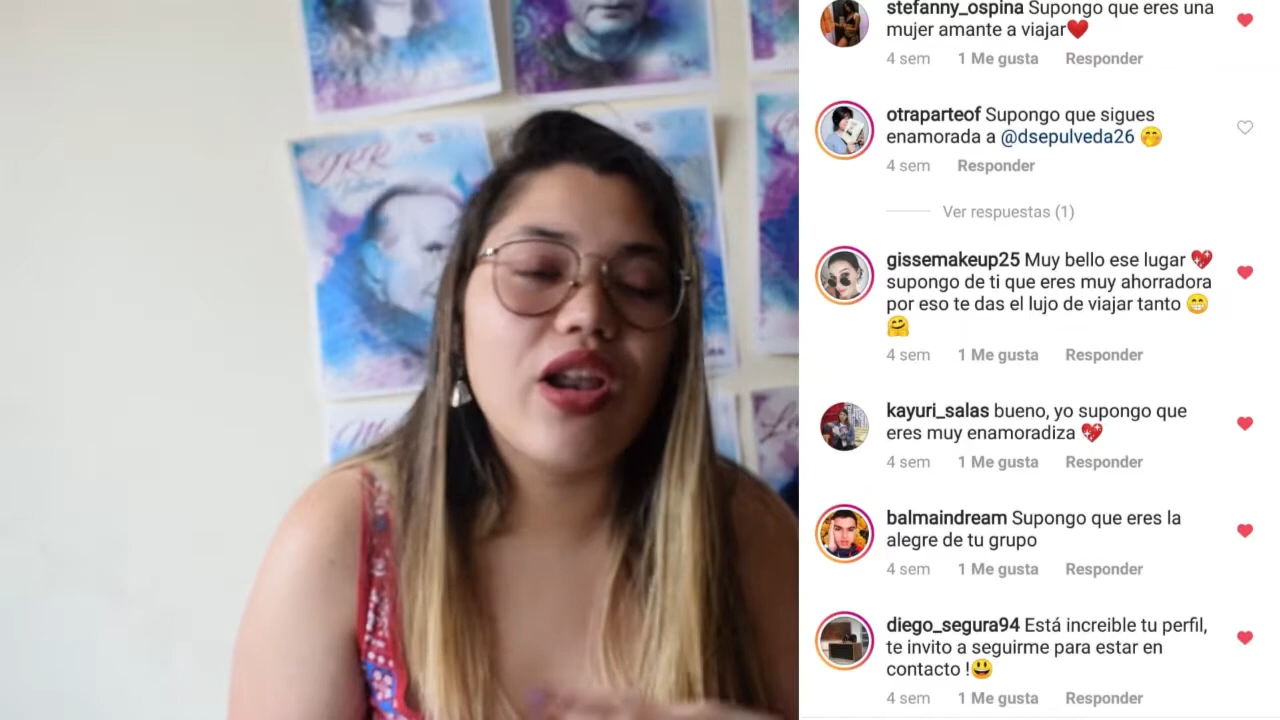 JRR
stefanny_ospina Supongo que eres una
mujer amante a viajar❤️
4 sem 1 Me gusta Responder
otraparteof Supongo que sigues
enamorada a @dsepulveda26 🤭
4 sem Responder
Ver respuestas (1)
gissemakeup25 Muy bello ese lugar 💖
supongo de ti que eres muy ahorradora
por eso te das el lujo de viajar tanto 😁
🤗
4 sem 1 Me gusta Responder
kayuri_salas bueno, yo supongo que
eres muy enamoradiza 💖
4 sem 1 Me gusta Responder
balmaindream Supongo que eres la
alegre de tu grupo
4 sem 1 Me gusta Responder
diego_segura94 Está increible tu perfil,
te invito a seguirme para estar en
contacto !😃
4 sem 1 Me gusta Responder